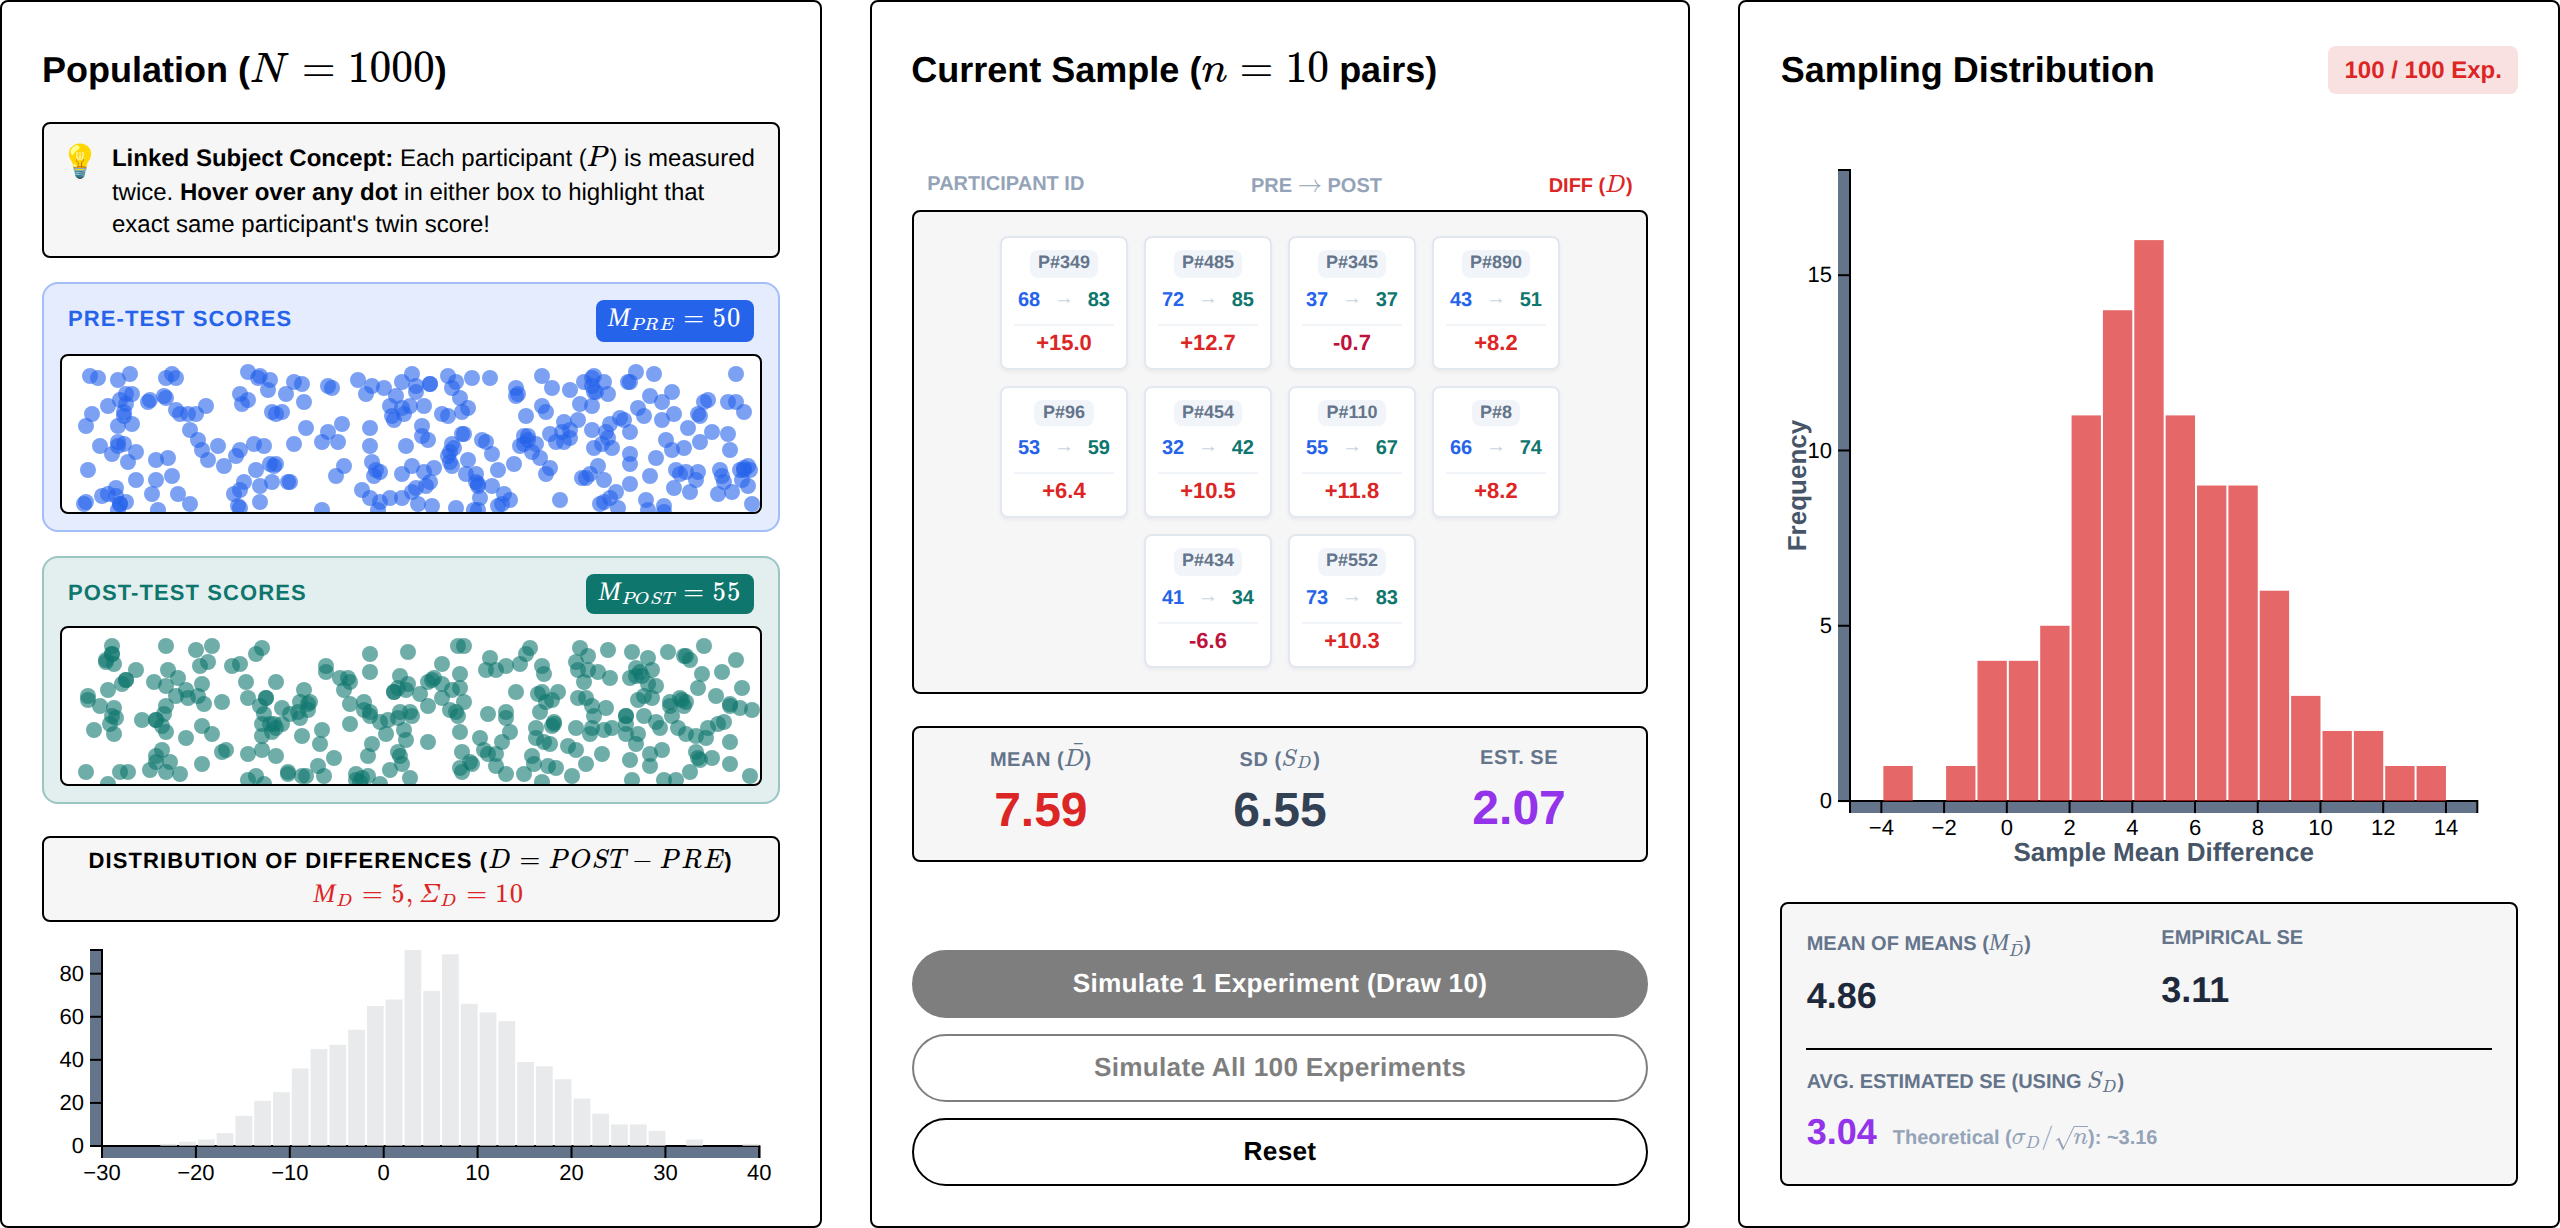 Population (N = 1000)
💡 Linked Subject Concept: Each participant (P) is measured
twice. Hover over any dot in either box to highlight that
exact same participant's twin score!
PRE-TEST SCORES
M_PRE = 50
POST-TEST SCORES
M_POST = 55
DISTRIBUTION OF DIFFERENCES (D = POST − PRE)
M_D = 5, Σ_D = 10
80
60
40
20
0
−30 −20 −10 0 10 20 30 40
Current Sample (n = 10 pairs)
PARTICIPANT ID PRE → POST DIFF (D)
P#349 P#485 P#345 P#890
68 → 83 72 → 85 37 → 37 43 → 51
+15.0 +12.7 -0.7 +8.2
P#96 P#454 P#110 P#8
53 → 59 32 → 42 55 → 67 66 → 74
+6.4 +10.5 +11.8 +8.2
P#434 P#552
41 → 34 73 → 83
-6.6 +10.3
MEAN (D̄) SD (S_D) EST. SE
7.59 6.55 2.07
Simulate 1 Experiment (Draw 10)
Simulate All 100 Experiments
Reset
Sampling Distribution
100 / 100 Exp.
Frequency
15
10
5
0
−4 −2 0 2 4 6 8 10 12 14
Sample Mean Difference
MEAN OF MEANS (M_D̄) EMPIRICAL SE
4.86 3.11
AVG. ESTIMATED SE (USING S_D)
3.04 Theoretical (σ_D/√n): ~3.16